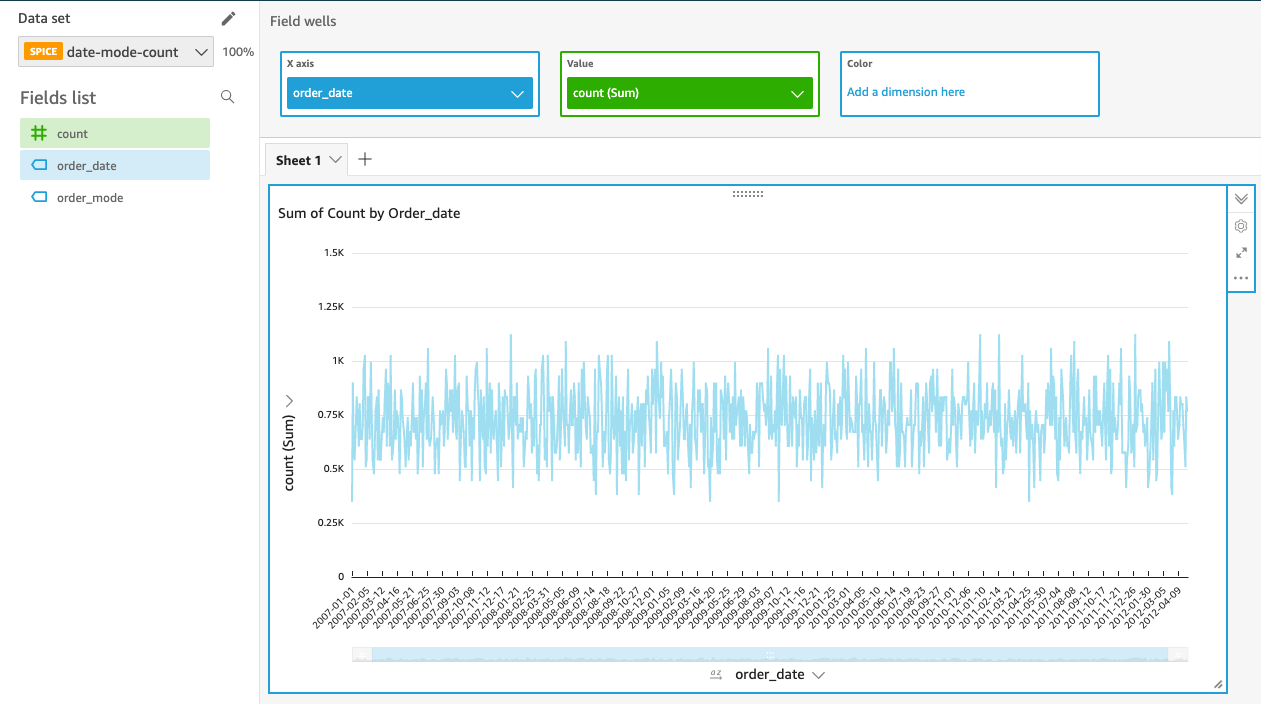 Data set
SPICE date-mode-count 100%
Fields list
count
order_date
order_mode
Field wells
X axis
order_date
Value
count (Sum)
Color
Add a dimension here
Sheet 1
Sum of Count by Order_date
count (Sum)
1.5K
1.25K
1K
0.75K
0.5K
0.25K
0
2007-01-01
2007-02-05
2007-03-12
2007-04-16
2007-05-21
2007-06-25
2007-07-30
2007-09-03
2007-10-08
2007-11-12
2007-12-17
2008-01-21
2008-02-25
2008-03-31
2008-05-05
2008-06-09
2008-07-14
2008-08-18
2008-09-22
2008-10-27
2008-12-01
2009-01-05
2009-02-09
2009-03-16
2009-04-20
2009-05-25
2009-06-29
2009-08-03
2009-09-07
2009-10-12
2009-11-16
2009-12-21
2010-01-25
2010-03-01
2010-04-05
2010-05-10
2010-06-14
2010-07-19
2010-08-23
2010-09-27
2010-11-01
2010-12-06
2011-01-10
2011-02-14
2011-03-21
2011-04-25
2011-05-30
2011-07-04
2011-08-08
2011-09-12
2011-10-17
2011-11-21
2011-12-26
2012-01-30
2012-03-05
2012-04-09
az order_date